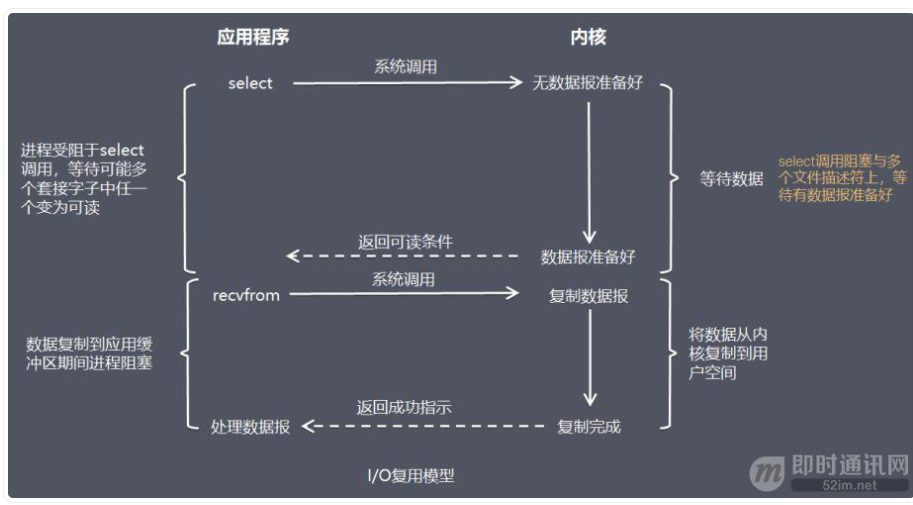 应用程序
内核
select
系统调用
无数据报准备好
进程受阻于select
调用，等待可能多
个套接字子中任一
个变为可读
等待数据
select调用阻塞与多
个文件描述符上，等
待有数据报准备好
返回可读条件
数据报准备好
recvfrom
系统调用
复制数据报
数据复制到应用缓
冲区期间进程阻塞
将数据从内
核复制到用
户空间
返回成功指示
处理数据报
复制完成
I/O复用模型
即时通讯网
52im.net